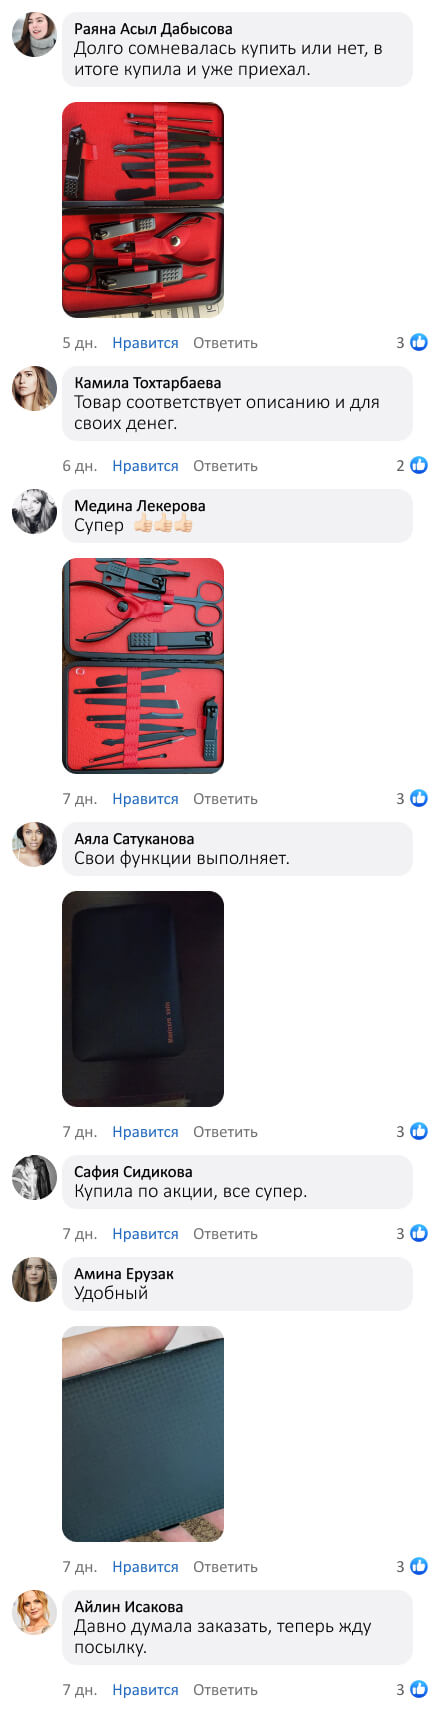 Раяна Асыл Дабысова
Долго сомневалась купить или нет, в
итоге купила и уже приехал.
5 дн. Нравится Ответить 3
Камила Тохтарбаева
Товар соответствует описанию и для
своих денег.
6 дн. Нравится Ответить 2
Медина Лекерова
Супер 👍🏻👍🏻👍🏻
7 дн. Нравится Ответить 3
Аяла Сатуканова
Свои функции выполняет.
Manicure sets
7 дн. Нравится Ответить 3
Сафия Сидикова
Купила по акции, все супер.
7 дн. Нравится Ответить 3
Амина Ерузак
Удобный
7 дн. Нравится Ответить 3
Айлин Исакова
Давно думала заказать, теперь жду
посылку.
7 дн. Нравится Ответить 3